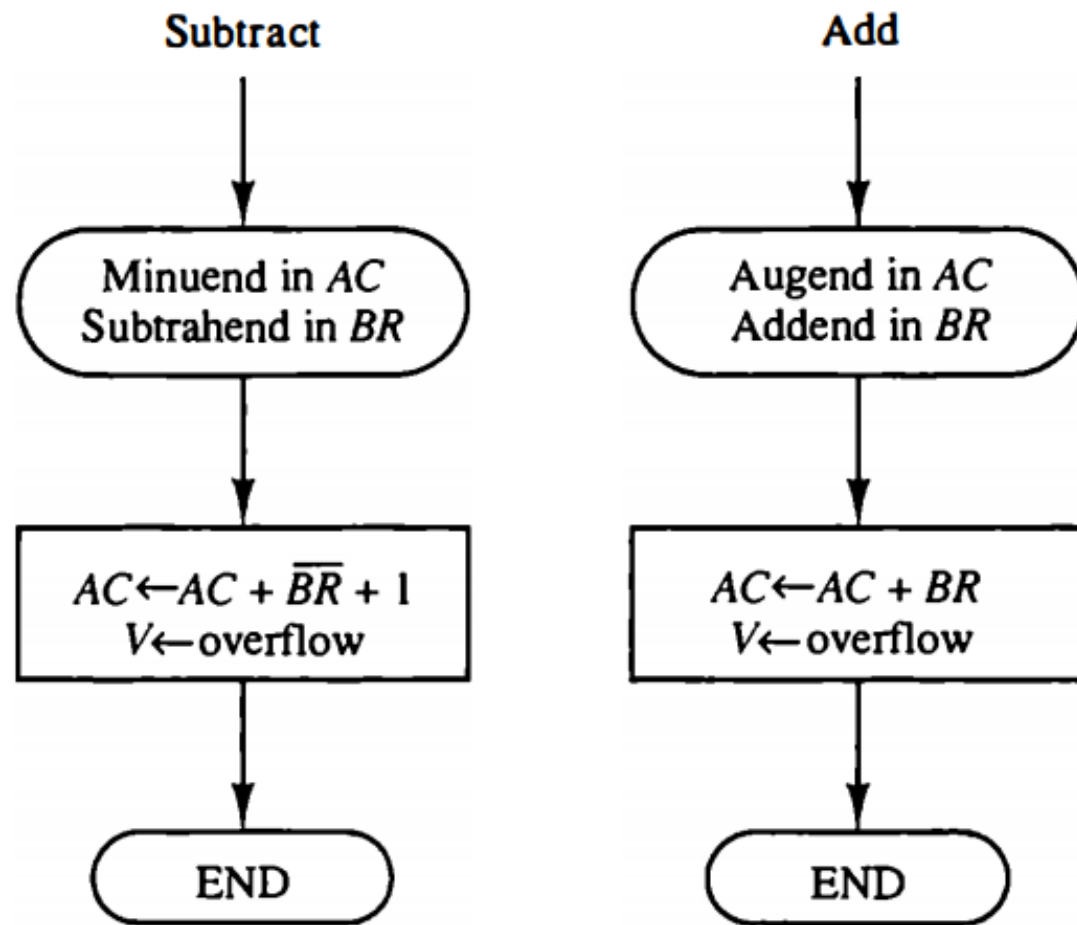 Subtract
Minuend in AC
Subtrahend in BR
AC←AC + B̅R̅ + 1
V←overflow
END
Add
Augend in AC
Addend in BR
AC←AC + BR
V←overflow
END